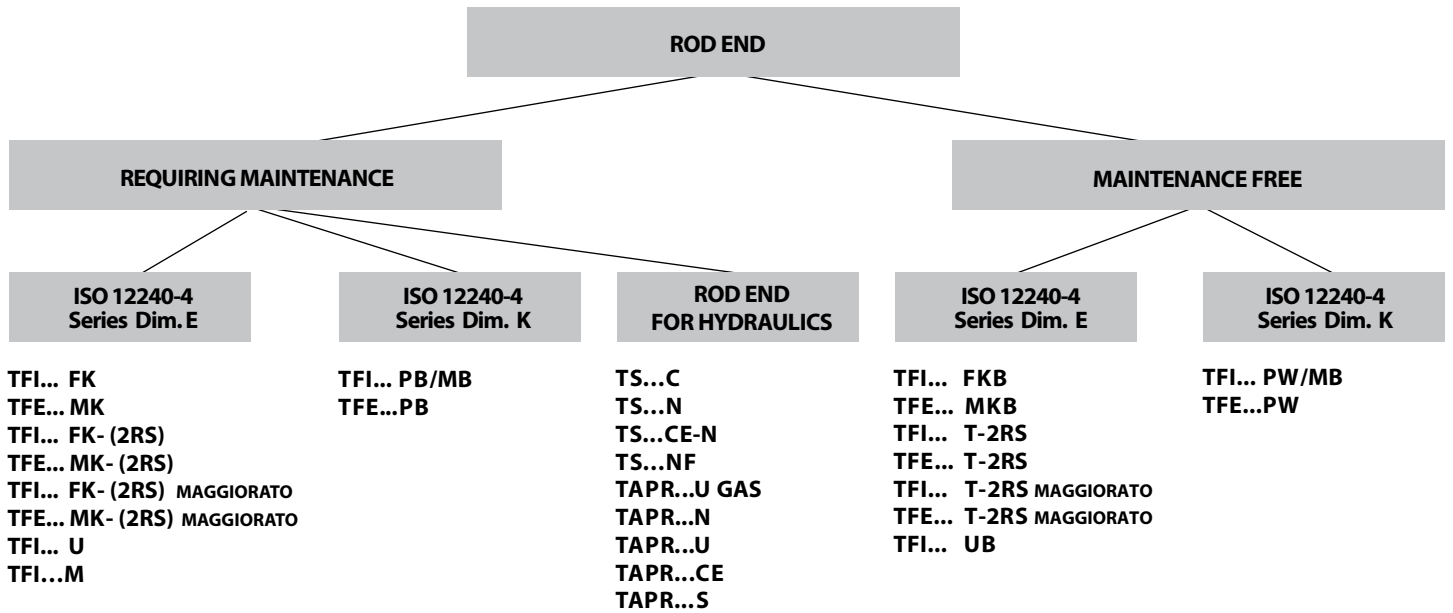 ROD END
REQUIRING MAINTENANCE
MAINTENANCE FREE
ISO 12240-4
Series Dim. E
ISO 12240-4
Series Dim. K
ROD END
FOR HYDRAULICS
ISO 12240-4
Series Dim. E
ISO 12240-4
Series Dim. K
TFI... FK
TFE... MK
TFI... FK- (2RS)
TFE... MK- (2RS)
TFI... FK- (2RS) MAGGIORATO
TFE... MK- (2RS) MAGGIORATO
TFI... U
TFI...M
TFI... PB/MB
TFE...PB
TS...C
TS...N
TS...CE-N
TS...NF
TAPR...U GAS
TAPR...N
TAPR...U
TAPR...CE
TAPR...S
TFI... FKB
TFE... MKB
TFI... T-2RS
TFE... T-2RS
TFI... T-2RS MAGGIORATO
TFE... T-2RS MAGGIORATO
TFI... UB
TFI... PW/MB
TFE...PW